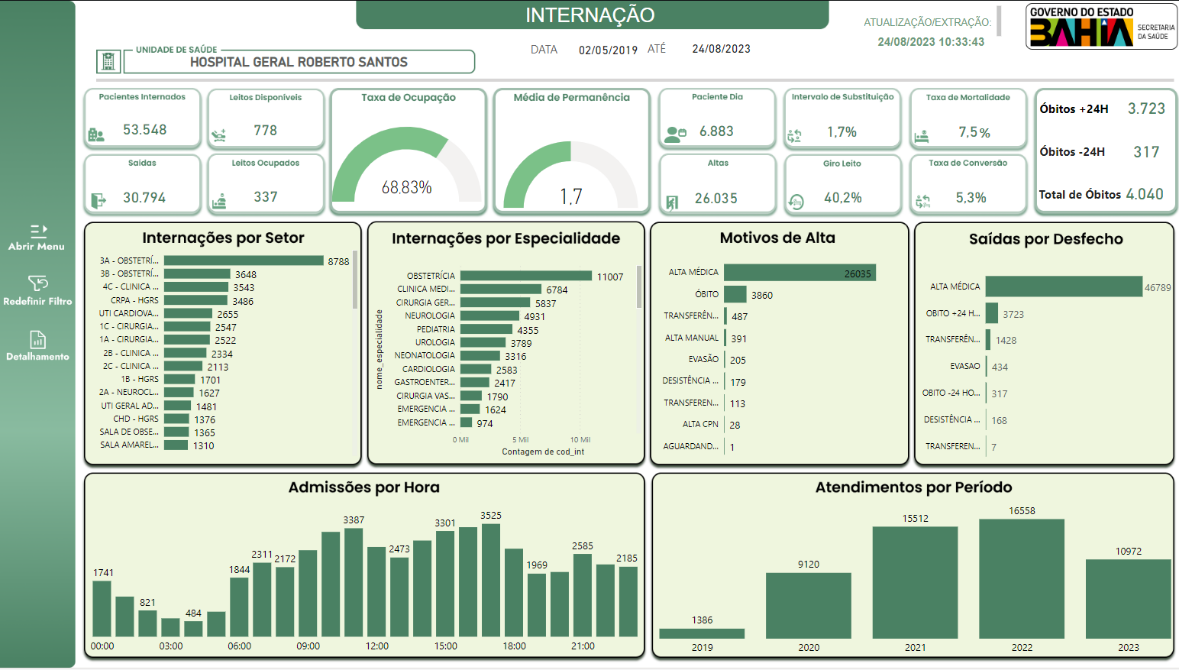 INTERNAÇÃO
ATUALIZAÇÃO/EXTRAÇÃO:
24/08/2023 10:33:43
GOVERNO DO ESTADO
BAHIA
SECRETARIA
DA SAÚDE
UNIDADE DE SAÚDE
HOSPITAL GERAL ROBERTO SANTOS
DATA 02/05/2019 ATÉ 24/08/2023
Abrir Menu
Redefinir Filtro
Detalhamento
Pacientes Internados
53.548
Leitos Disponíveis
778
Taxa de Ocupação
68.83%
Média de Permanência
1.7
Paciente Dia
6.883
Intervalo de Substituição
1,7%
Taxa de Mortalidade
7,5%
Óbitos +24H 3.723
Óbitos -24H 317
Total de Óbitos 4.040
Saídas
30.794
Leitos Ocupados
337
Altas
26.035
Giro Leito
40,2%
Taxa de Conversão
5,3%
Internações por Setor
3A - OBSTETRÍ... 8788
3B - OBSTETRÍ... 3648
4C - CLINICA ... 3543
CRPA - HGRS 3486
UTI CARDIOVA... 2655
1C - CIRURGIA... 2547
1A - CIRURGIA... 2522
2B - CLINICA ... 2334
2C - CLINICA ... 2113
1B - HGRS 1701
2A - NEUROCL... 1627
UTI GERAL AD... 1481
CHD - HGRS 1376
SALA DE OBSE... 1365
SALA AMAREL... 1310
Internações por Especialidade
nome_especialidade
OBSTETRÍCIA 11007
CLINICA MEDI... 6784
CIRURGIA GER... 5837
NEUROLOGIA 4931
PEDIATRIA 4355
UROLOGIA 3789
NEONATOLOGIA 3316
CARDIOLOGIA 2583
GASTROENTER... 2417
CIRURGIA VAS... 1790
EMERGENCIA ... 1624
EMERGENCIA ... 974
0 Mil 5 Mil 10 Mil
Contagem de cod_int
Motivos de Alta
ALTA MÉDICA 26035
ÓBITO 3860
TRANSFERÊN... 487
ALTA MANUAL 391
EVASÃO 205
DESISTÊNCIA ... 179
TRANSFEREN... 113
ALTA CPN 28
AGUARDAND... 1
Saídas por Desfecho
ALTA MÉDICA 46789
OBITO +24 H... 3723
TRANSFERÊN... 1428
EVASAO 434
OBITO -24 HO... 317
DESISTÊNCIA ... 168
TRANSFEREN... 7
Admissões por Hora
1741 821 484 1844 2311 2172 3387 2473 3301 3525 1969 2585 2185
00:00 03:00 06:00 09:00 12:00 15:00 18:00 21:00
Atendimentos por Período
1386 9120 15512 16558 10972
2019 2020 2021 2022 2023